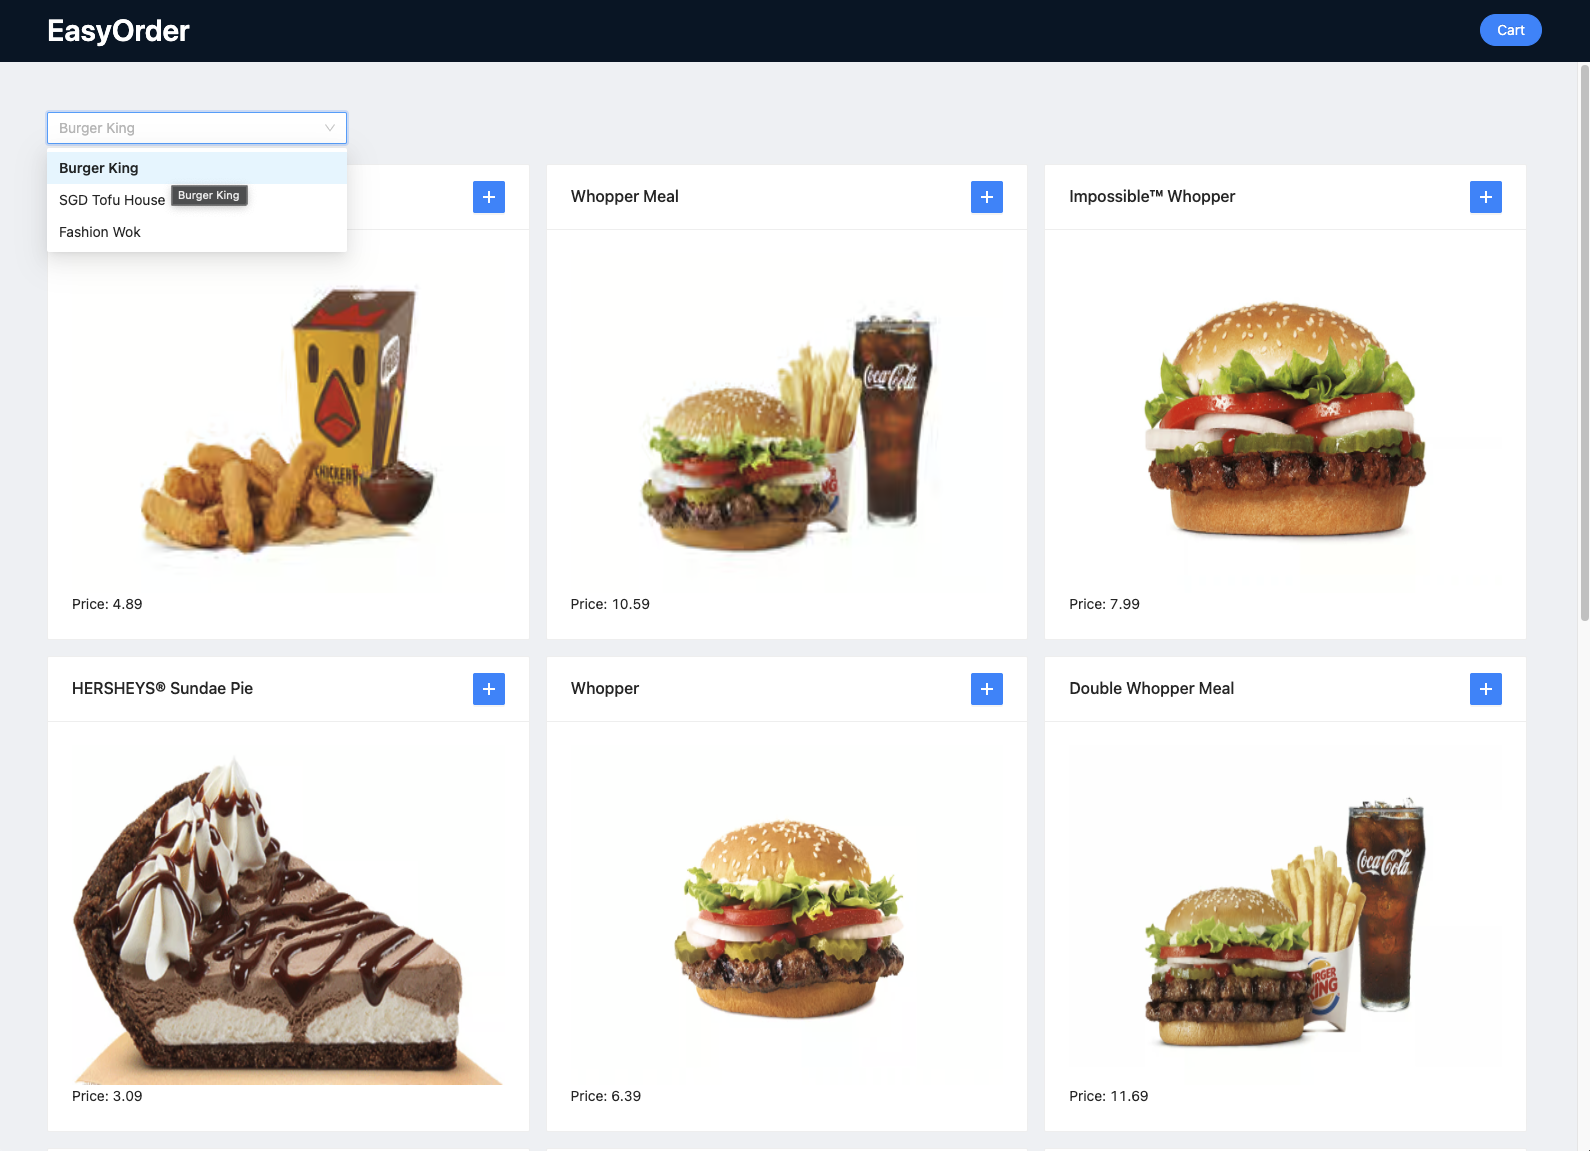 EasyOrder
Cart
Burger King
Burger King
SGD Tofu House
Burger King
Fashion Wok
Whopper Meal
Impossible™ Whopper
CHICKEN
Coca-Cola
Price: 4.89
Price: 10.59
Price: 7.99
HERSHEYS® Sundae Pie
Whopper
Double Whopper Meal
Coca-Cola
BURGER
KING
Price: 3.09
Price: 6.39
Price: 11.69